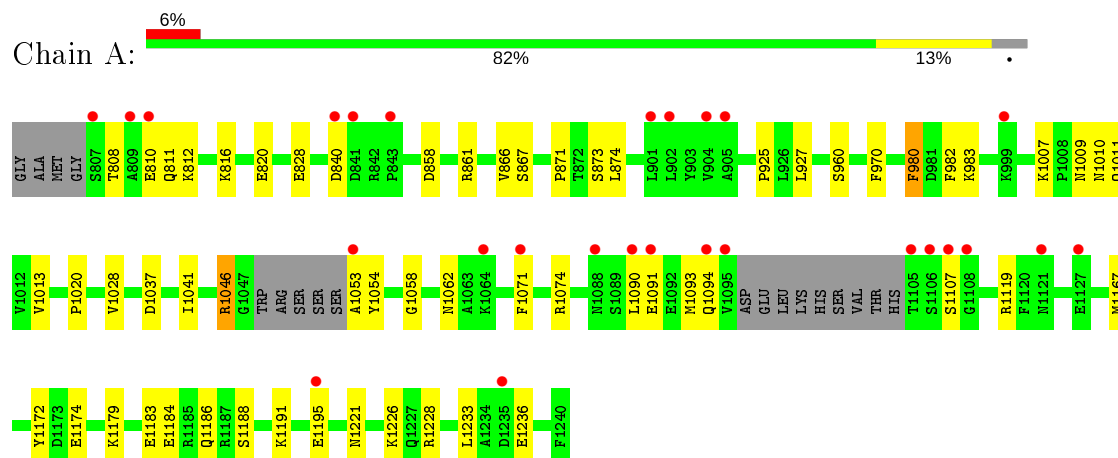 6%
Chain A:
82% 13% •
GLY ALA MET GLY S807 T808 A809 E810 Q811 K812 K816 E820 E828 D840 D841 R842 P843 D858 R861 V866 S867 P871 T872 S873 L874 L901 L902 Y903 V904 A905 P925 L926 L927 S960 F970 F980 D981 F982 K983 K999 K1007 P1008 N1009 N1010 Q1011
V1012 V1013 P1020 V1028 D1037 I1041 R1046 G1047 TRP ARG SER SER SER A1053 Y1054 G1058 N1062 A1063 K1064 F1071 R1074 N1088 S1089 L1090 E1091 E1092 M1093 Q1094 V1095 ASP GLU LEU LYS HIS SER VAL THR HIS T1105 S1106 S1107 G1108 R1119 F1120 N1121 E1127 M1167
Y1172 D1173 E1174 K1179 E1183 E1184 R1185 Q1186 R1187 S1188 K1191 E1195 N1221 K1226 Q1227 R1228 L1233 A1234 D1235 E1236 F1240